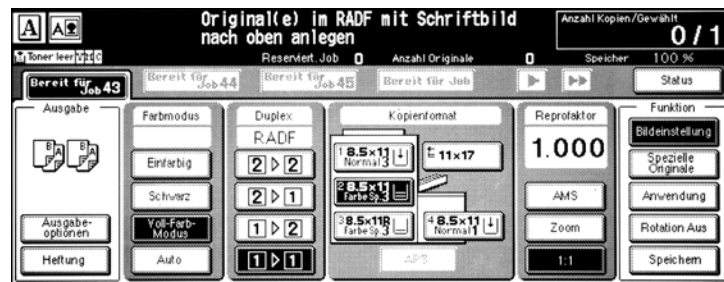 A A
Original(e) im RADF mit Schriftbild
nach oben anlegen
Anzahl Kopien/Gewählt
0 / 1
Toner leer Y M C
Reserviert. Job 0 Anzahl Originale 0 Speicher 100 %
Bereit für Job 43
Bereit für Job 44
Bereit für Job 45
Bereit für Job
Status
Ausgabe
B A B A
Ausgabe-
optionen
Heftung
Farbmodus
Einfarbig
Schwarz
Voll-Farb-
Modus
Auto
Duplex
RADF
2 ▷ 2
2 ▷ 1
1 ▷ 2
1 ▷ 1
Kopienformat
1 8.5x11
Normal 3
11×17
2 8.5x11
Farbe Sp. 3
3 8.5x11R
Farbe Sp. 3
4 8.5x11
Normal 1
APS
Reprofaktor
1.000
AMS
Zoom
1:1
Funktion
Bildeinstellung
Spezielle
Originale
Anwendung
Rotation Aus
Speichern